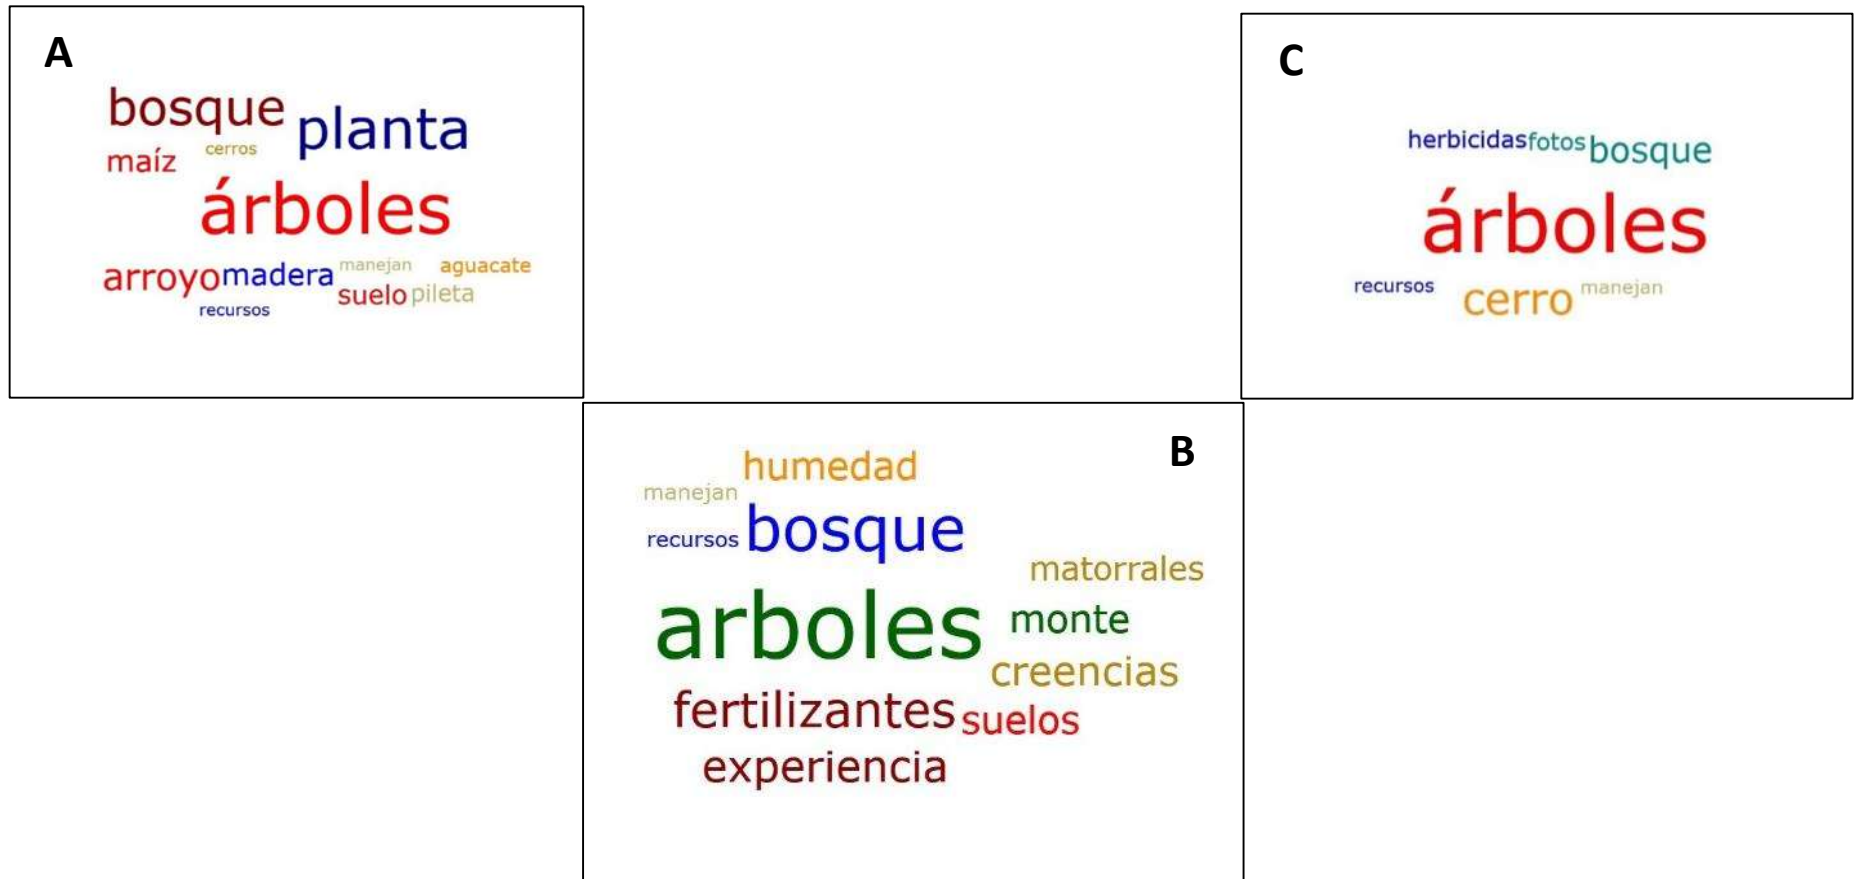 A
bosque planta
maíz cerros
árboles
arroyo madera manejan aguacate
suelo pileta
recursos
C
herbicidas fotos bosque
árboles
recursos cerro manejan
B
humedad
manejan
recursos bosque
matorrales
arboles monte
creencias
fertilizantes suelos
experiencia